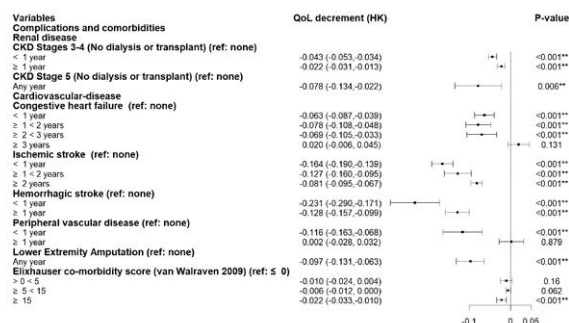 Variables QoL decrement (HK) P-value
Complications and comorbidities
Renal disease
CKD Stages 3-4 (No dialysis or transplant) (ref: none)
< 1 year -0.043 (-0.053,-0.034) <0.001**
≥ 1 year -0.022 (-0.031,-0.013) <0.001**
CKD Stage 5 (No dialysis or transplant) (ref: none)
Any year -0.078 (-0.134,-0.022) 0.006**
Cardiovascular-disease
Congestive heart failure (ref: none)
< 1 year -0.063 (-0.087,-0.039) <0.001**
≥ 1 < 2 years -0.078 (-0.108,-0.048) <0.001**
≥ 2 < 3 years -0.069 (-0.105,-0.033) <0.001**
≥ 3 years 0.020 (-0.006, 0.045) 0.131
Ischemic stroke (ref: none)
< 1 year -0.164 (-0.190,-0.139) <0.001**
≥ 1 < 2 years -0.127 (-0.160,-0.095) <0.001**
≥ 2 years -0.081 (-0.095,-0.067) <0.001**
Hemorrhagic stroke (ref: none)
< 1 year -0.231 (-0.290,-0.171) <0.001**
≥ 1 year -0.128 (-0.157,-0.099) <0.001**
Peripheral vascular disease (ref: none)
< 1 year -0.116 (-0.163,-0.068) <0.001**
≥ 1 year 0.002 (-0.028, 0.032) 0.879
Lower Extremity Amputation (ref: none)
Any year -0.097 (-0.131,-0.063) <0.001**
Elixhauser co-morbidity score (van Walraven 2009) (ref: ≤ 0)
> 0 < 5 -0.010 (-0.024, 0.004) 0.16
≥ 5 < 15 -0.006 (-0.012, 0.000) 0.062
≥ 15 -0.022 (-0.033,-0.010) <0.001**
-0.1 0 0.05